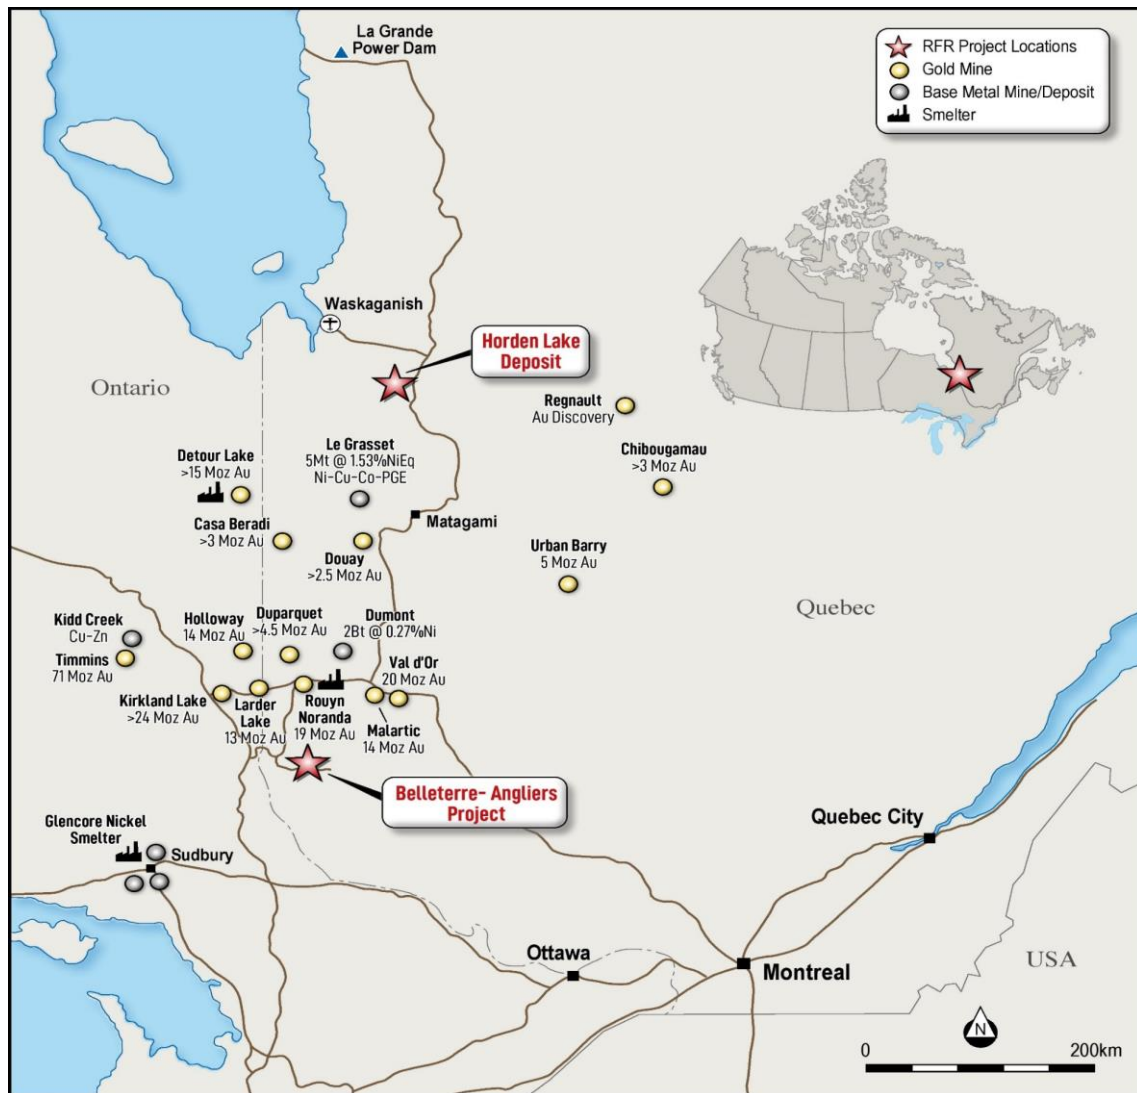 La Grande
Power Dam
RFR Project Locations
Gold Mine
Base Metal Mine/Deposit
Smelter
Waskaganish
Horden Lake
Deposit
Ontario
Regnault
Au Discovery
Le Grasset
5Mt @ 1.53%NiEq
Ni-Cu-Co-PGE
Detour Lake
>15 Moz Au
Chibougamau
>3 Moz Au
Casa Beradi
>3 Moz Au
Matagami
Douay
>2.5 Moz Au
Urban Barry
5 Moz Au
Quebec
Kidd Creek
Cu-Zn
Timmins
71 Moz Au
Holloway
14 Moz Au
Duparquet
>4.5 Moz Au
Dumont
2Bt @ 0.27%Ni
Val d'Or
20 Moz Au
Kirkland Lake
>24 Moz Au
Larder
Lake
13 Moz Au
Rouyn
Noranda
19 Moz Au
Malartic
14 Moz Au
Belleterre- Angliers
Project
Glencore Nickel
Smelter
Sudbury
Quebec City
Ottawa
Montreal
USA
N
0
200km